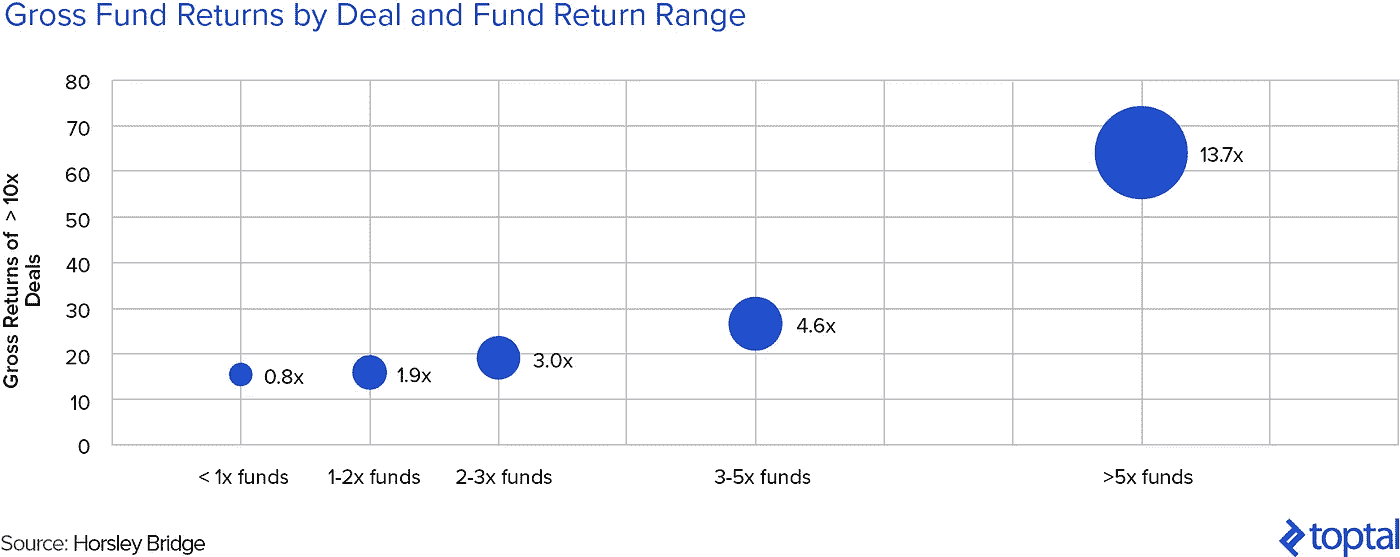 Gross Fund Returns by Deal and Fund Return Range
Gross Returns of > 10x
Deals
80
70
60
50
40
30
20
10
0
13.7x
4.6x
3.0x
1.9x
0.8x
< 1x funds
1-2x funds
2-3x funds
3-5x funds
>5x funds
Source: Horsley Bridge
toptal